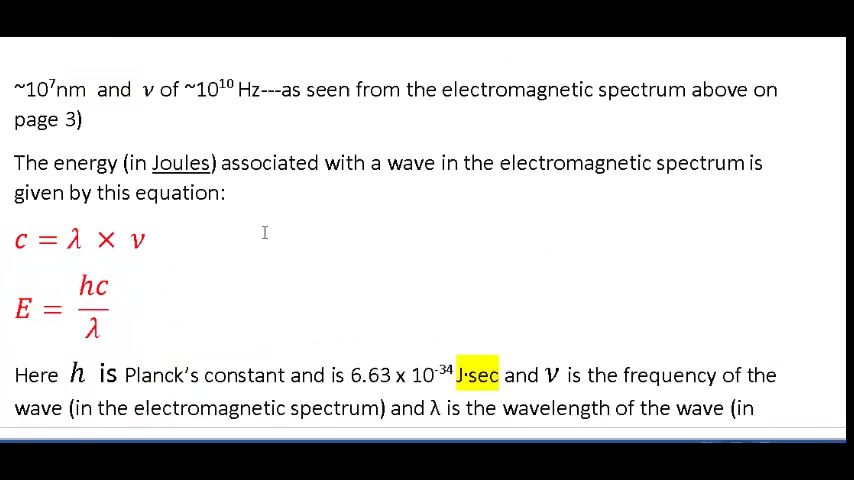 ~10⁷nm and ν of ~10¹⁰ Hz---as seen from the electromagnetic spectrum above on
page 3)
The energy (in Joules) associated with a wave in the electromagnetic spectrum is
given by this equation:
c = λ × ν
E = hc/λ
Here h is Planck’s constant and is 6.63 x 10⁻³⁴ J·sec and ν is the frequency of the
wave (in the electromagnetic spectrum) and λ is the wavelength of the wave (in